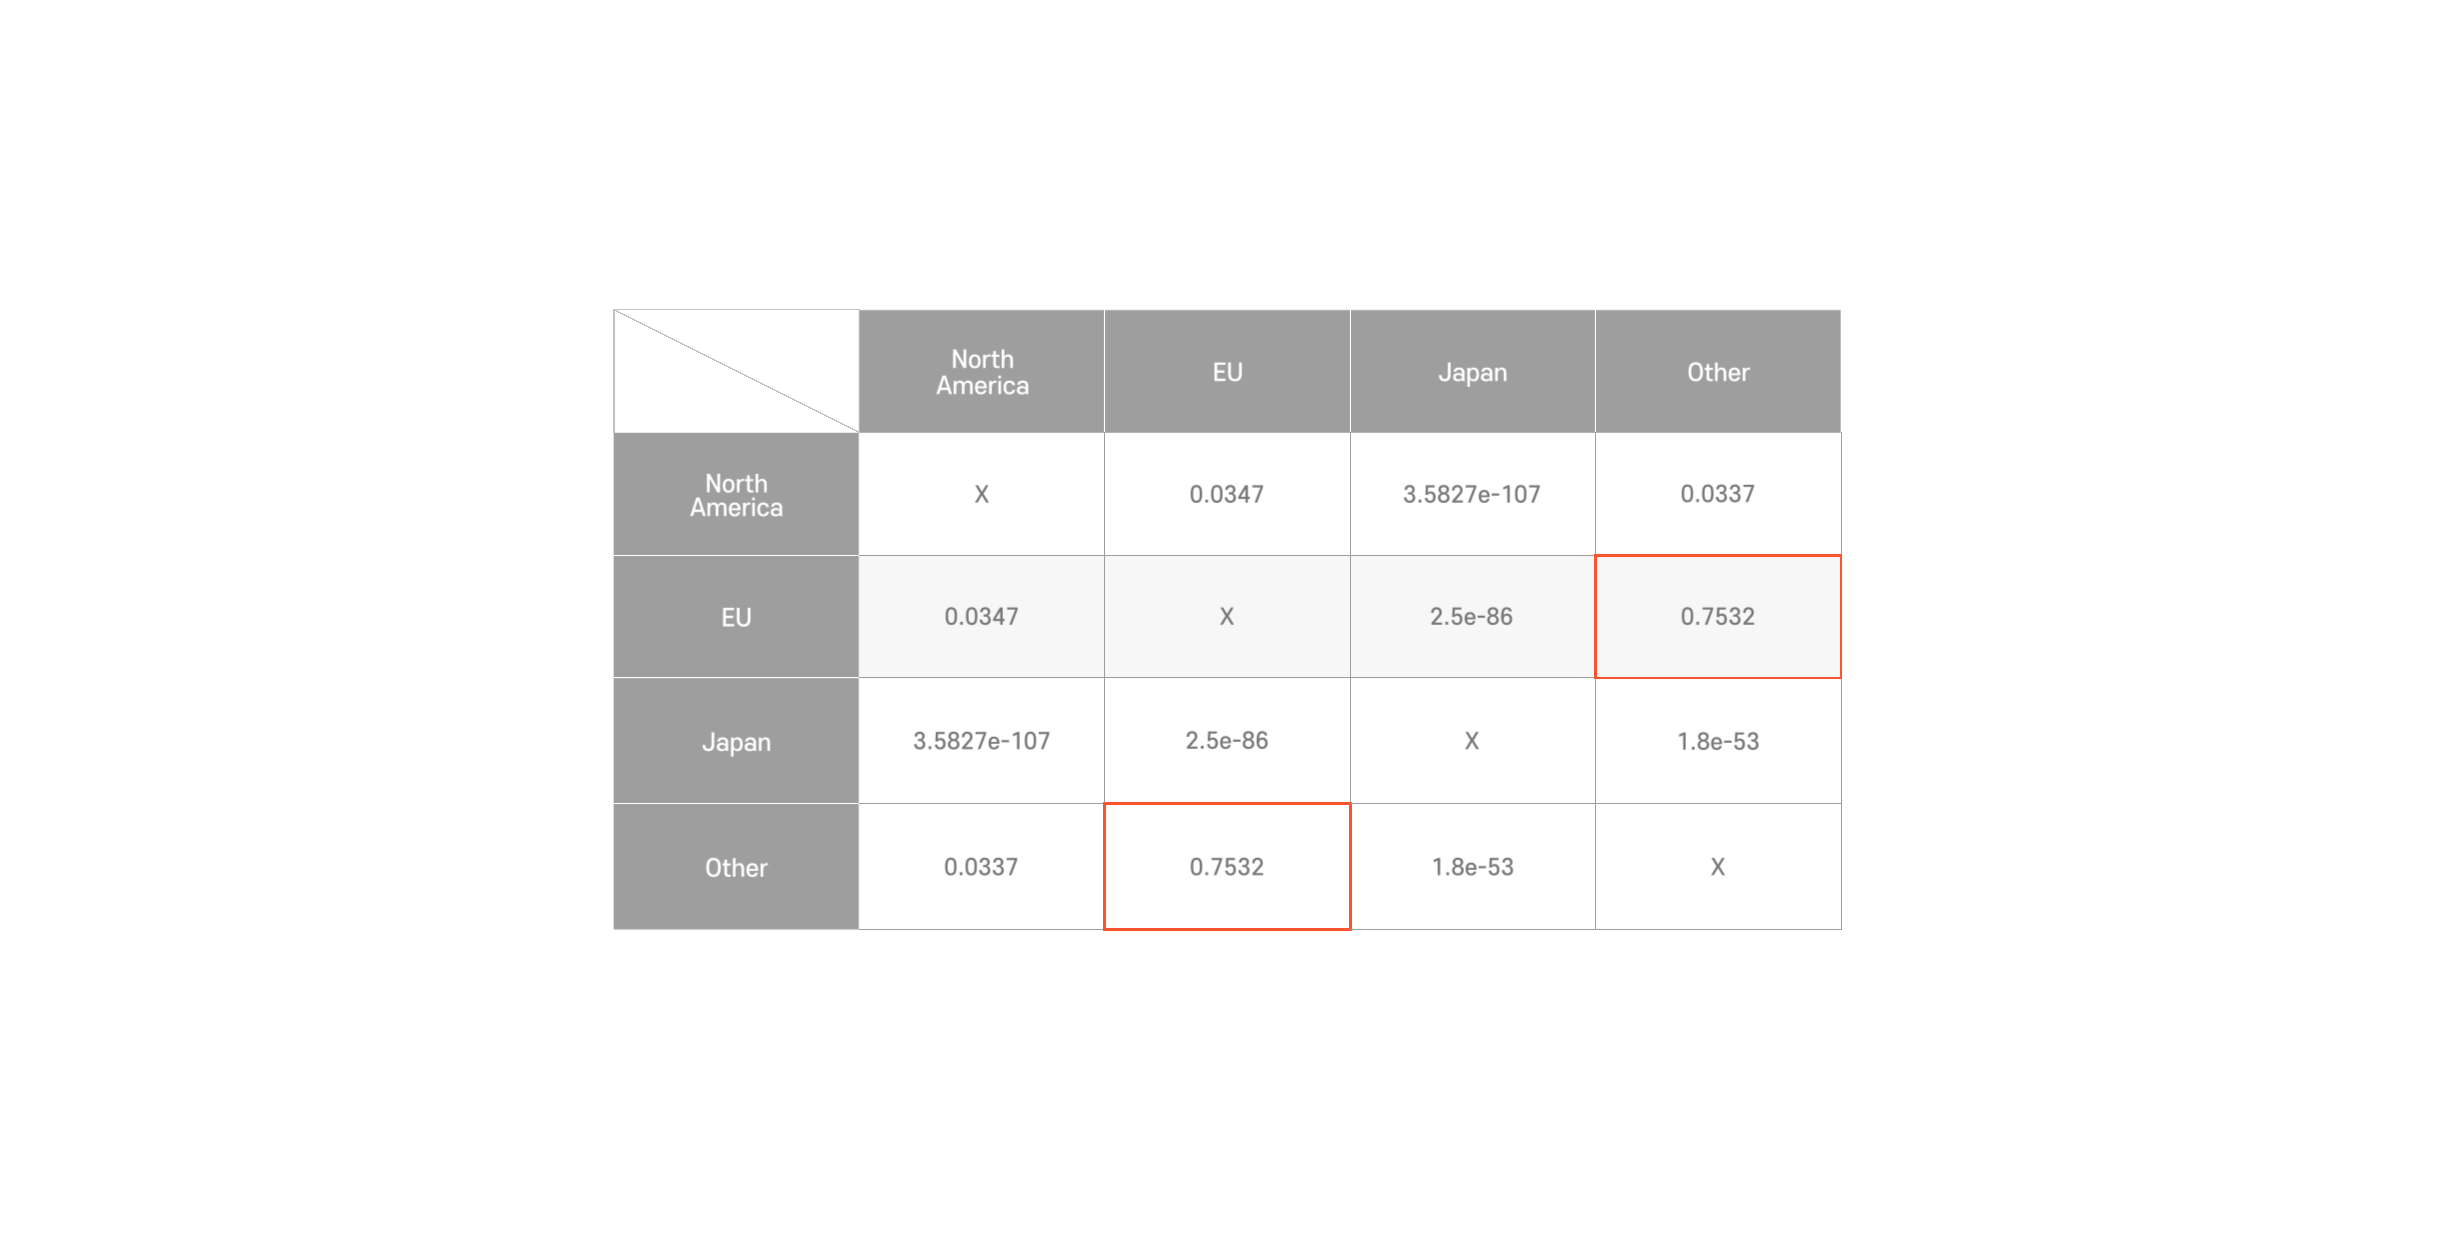 North
America
EU
Japan
Other
North
America
X
0.0347
3.5827e-107
0.0337
EU
0.0347
X
2.5e-86
0.7532
Japan
3.5827e-107
2.5e-86
X
1.8e-53
Other
0.0337
0.7532
1.8e-53
X